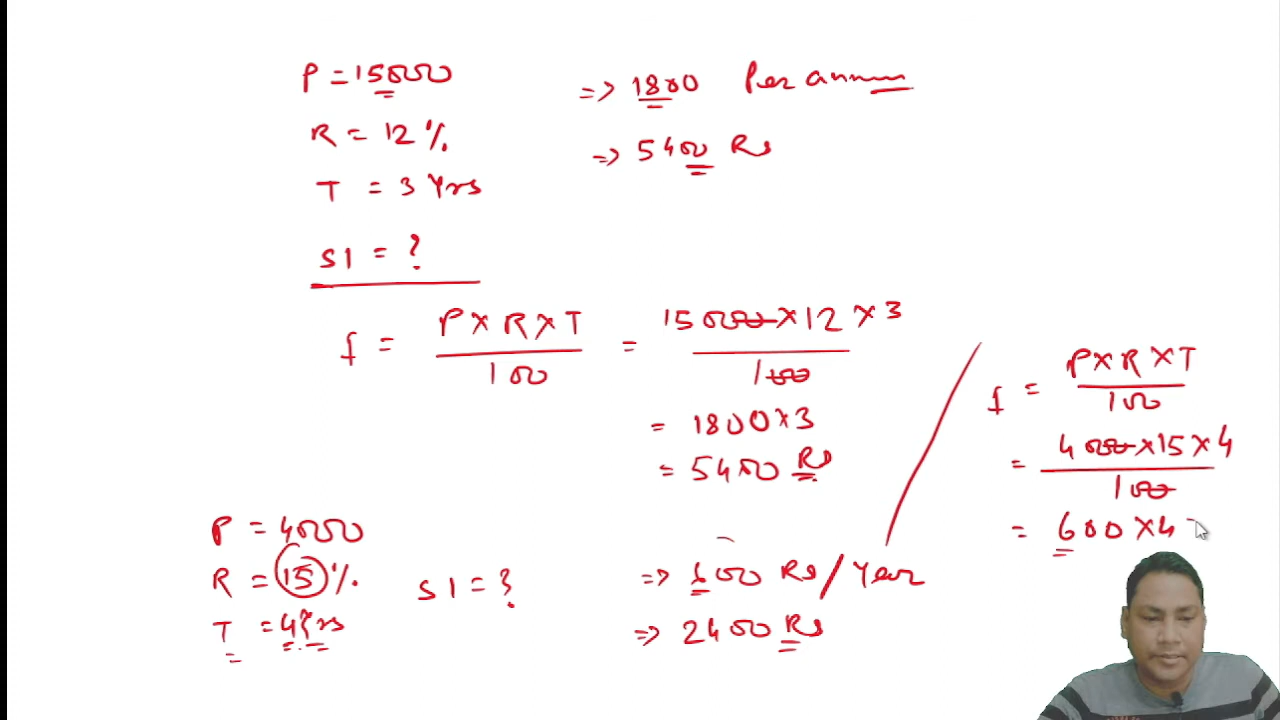 P = 15000
R = 12 %
T = 3 Yrs
SI = ?
=> 1800 Per annum
=> 5400 Rs
f = P × R × T / 100 = 15000 × 12 × 3 / 100
= 1800 × 3
= 5400 Rs
P = 4000
R = 15 %
T = 4 Yrs
SI = ?
=> 600 Rs / Year
=> 2400 Rs
f = P × R × T / 100
= 4000 × 15 × 4 / 100
= 600 × 4